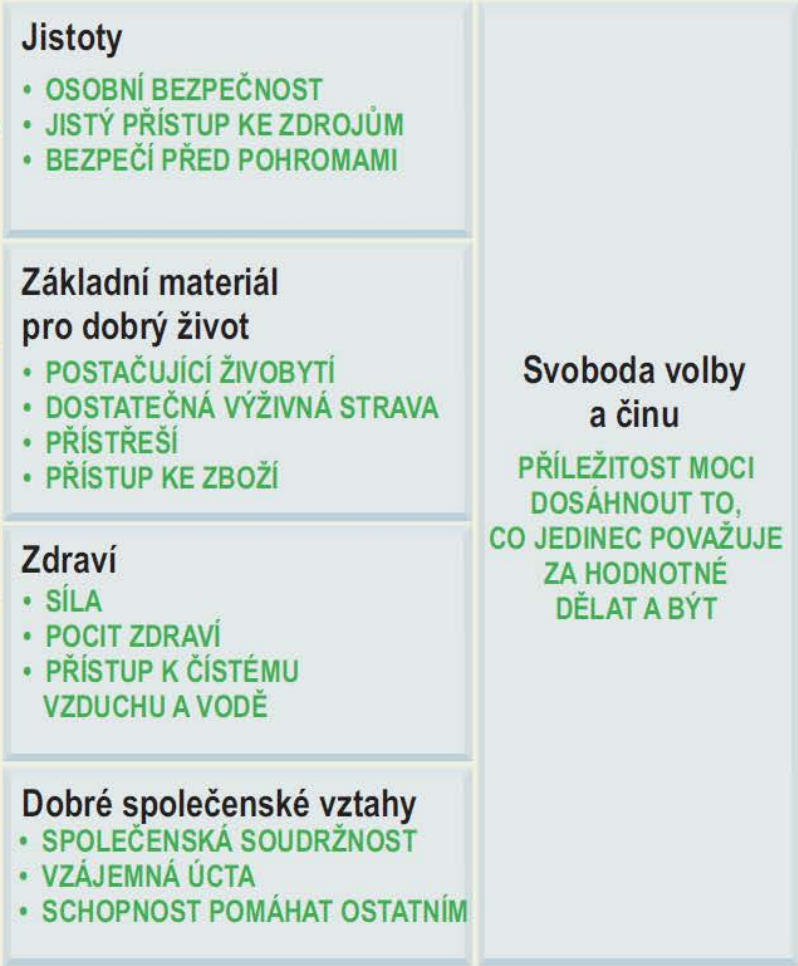 Jistoty
• OSOBNÍ BEZPEČNOST
• JISTÝ PŘÍSTUP KE ZDROJŮM
• BEZPEČÍ PŘED POHROMAMI
Základní materiál
pro dobrý život
• POSTAČUJÍCÍ ŽIVOBYTÍ
• DOSTATEČNÁ VÝŽIVNÁ STRAVA
• PŘÍSTŘEŠÍ
• PŘÍSTUP KE ZBOŽÍ
Zdraví
• SÍLA
• POCIT ZDRAVÍ
• PŘÍSTUP K ČÍSTÉMU
VZDUCHU A VODĚ
Dobré společenské vztahy
• SPOLEČENSKÁ SOUDRŽNOST
• VZÁJEMNÁ ÚCTA
• SCHOPNOST POMÁHAT OSTATNÍM
Svoboda volby
a činu
PŘÍLEŽITOST MOCI
DOSÁHNOUT TO,
CO JEDINEC POVAŽUJE
ZA HODNOTNÉ
DĚLAT A BÝT